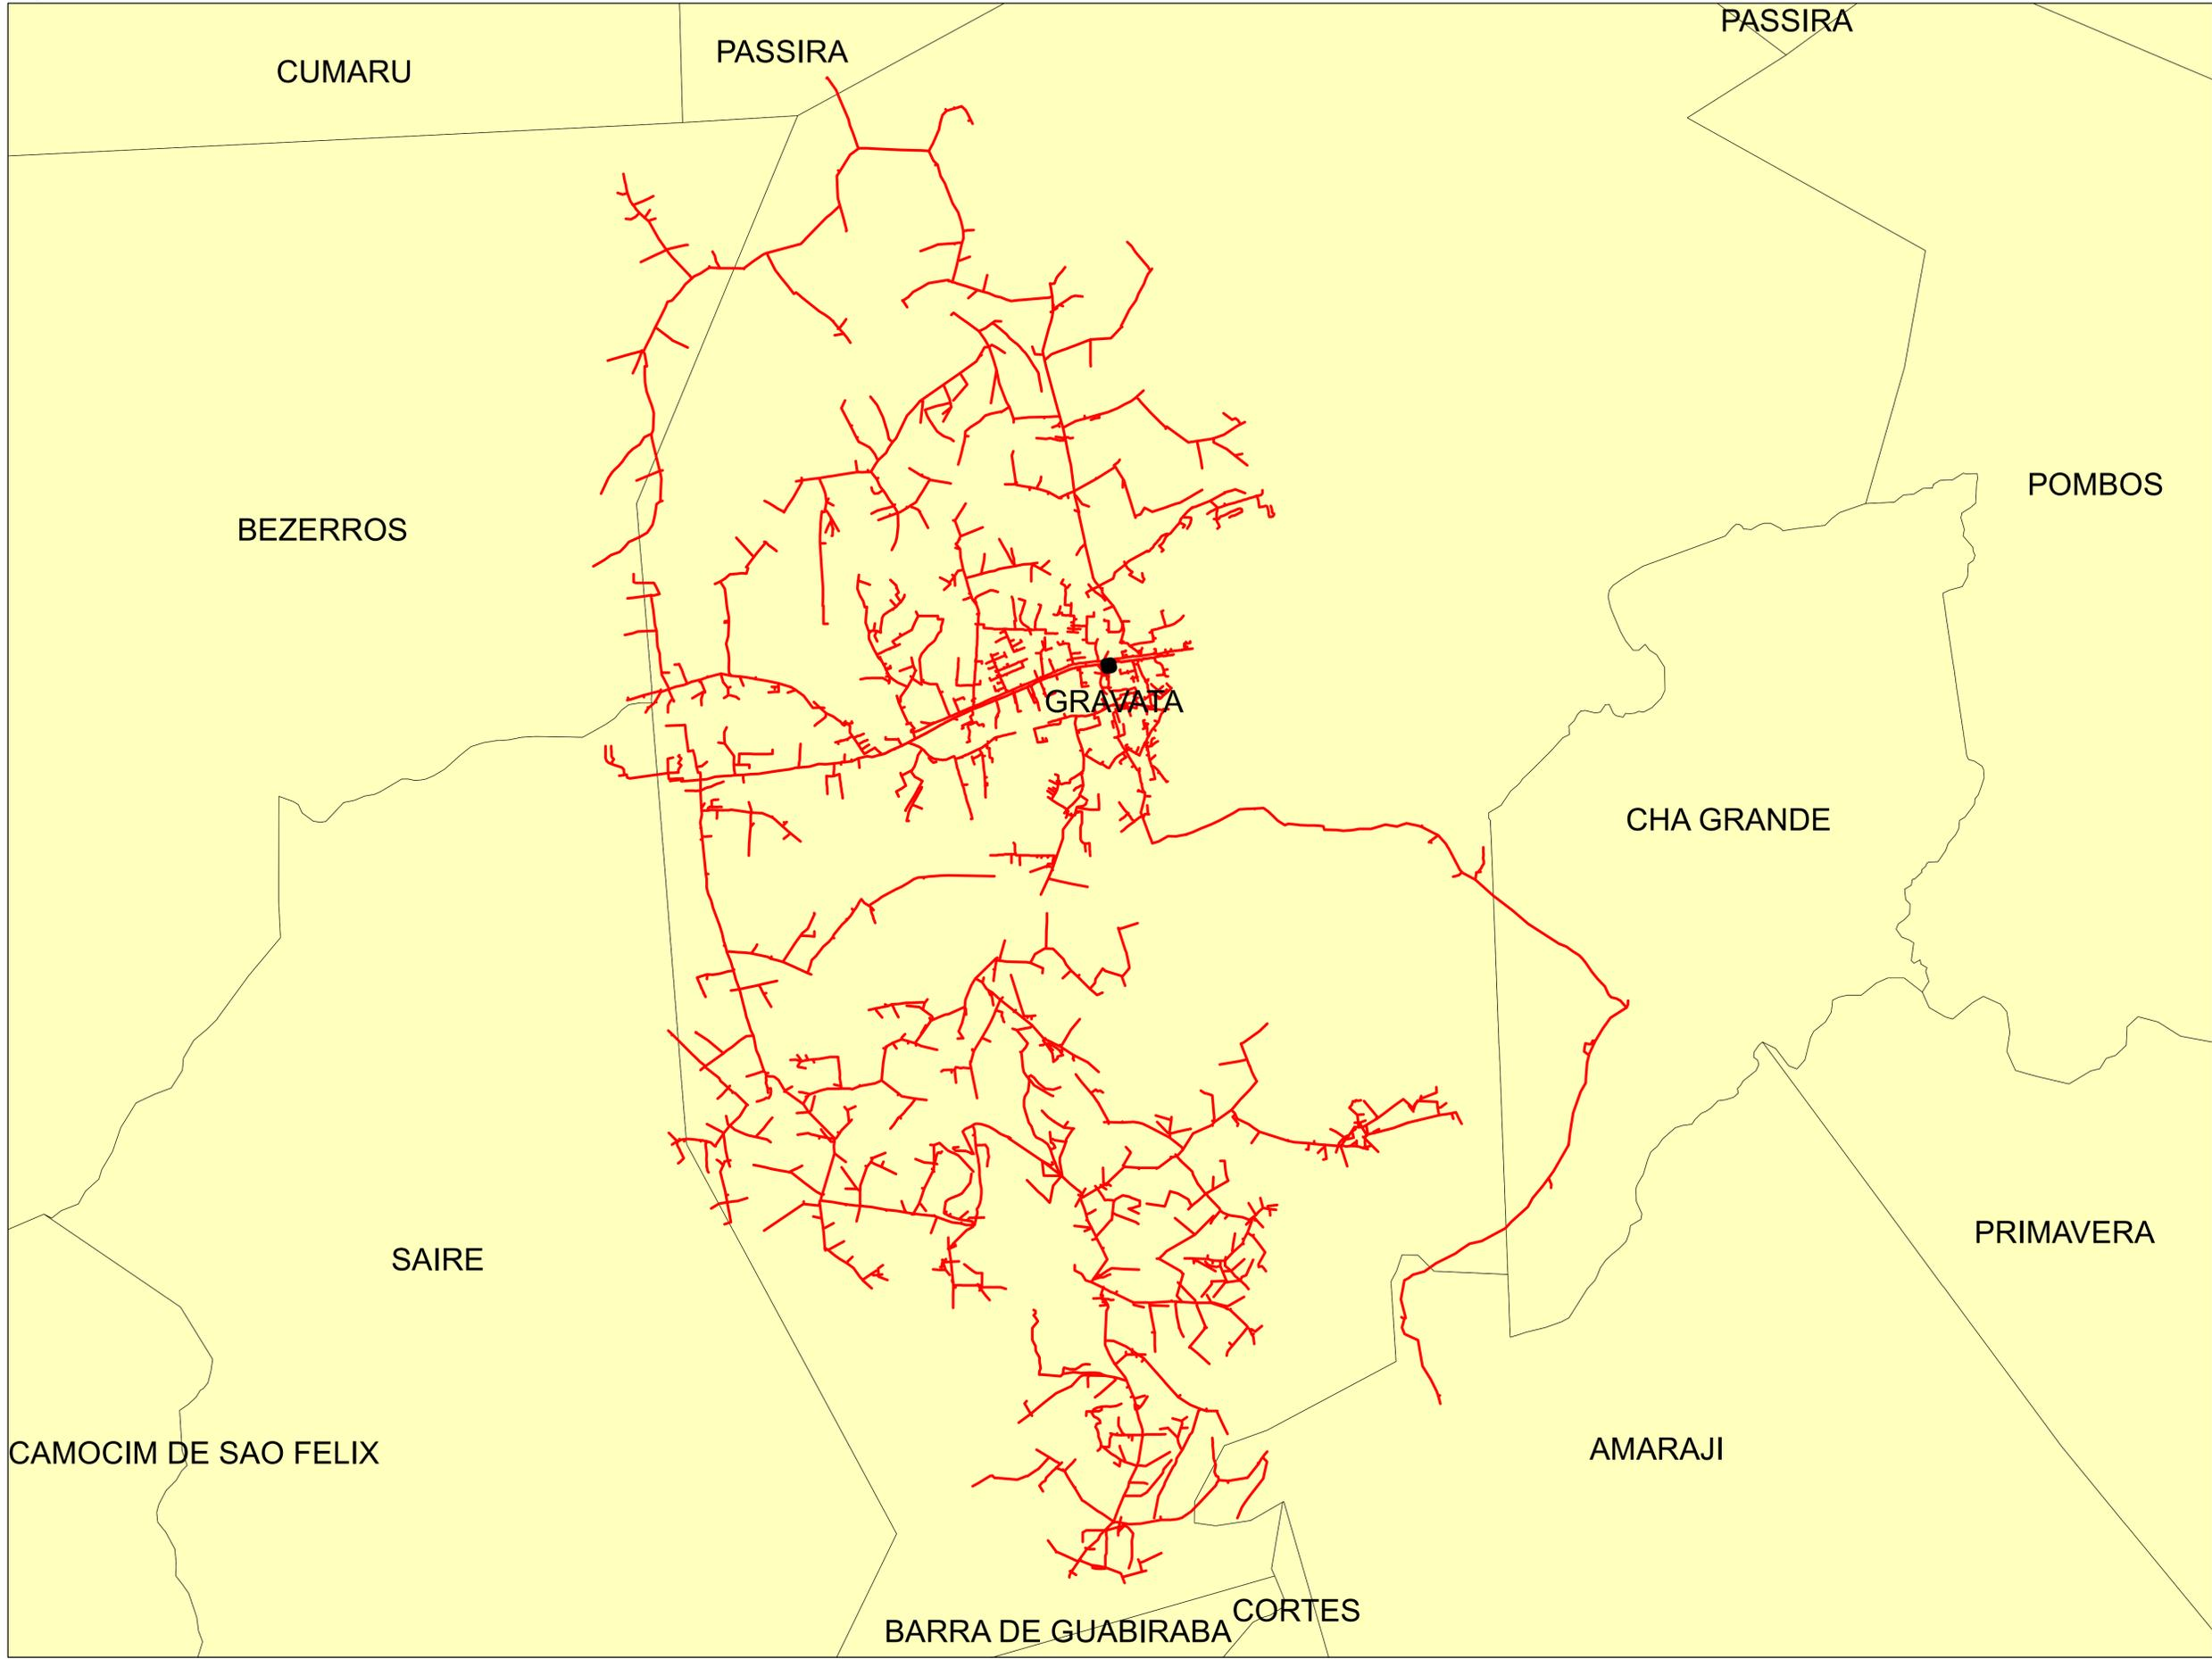 PASSIRA
PASSIRA
CUMARU
POMBOS
BEZERROS
GRAVATA
CHA GRANDE
PRIMAVERA
SAIRE
AMARAJI
CAMOCIM DE SAO FELIX
CORTES
BARRA DE GUABIRABA